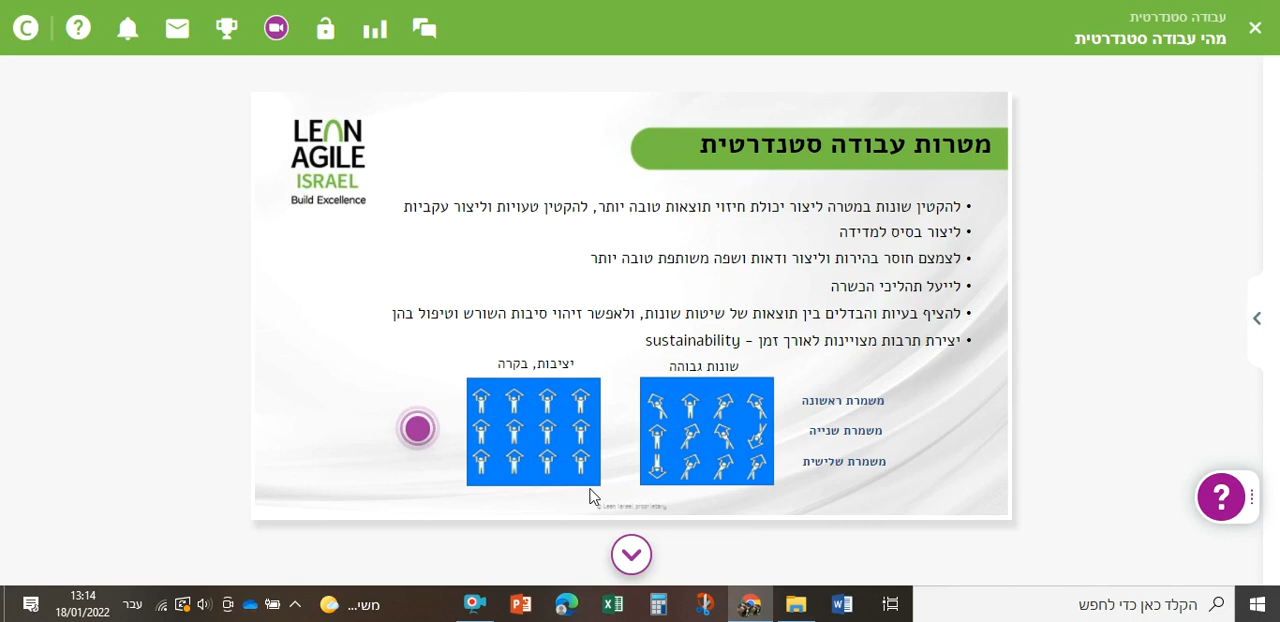 עבודה סטנדרטית
מהי עבודה סטנדרטית
LEAN
AGILE
ISRAEL
Build Excellence
מטרות עבודה סטנדרטית
• להקטין שונות במטרה ליצור יכולת חיזוי תוצאות טובה יותר, להקטין טעויות וליצור עקביות
• ליצור בסיס למדידה
• לצמצם חוסר בהירות וליצור ודאות ושפה משותפת טובה יותר
• לייעל תהליכי הכשרה
• להציף בעיות והבדלים בין תוצאות של שיטות שונות, ולאפשר זיהוי סיבות השורש וטיפול בהן
• יצירת תרבות מצויינות לאורך זמן - sustainability
שונות גבוהה
יציבות, בקרה
משמרת ראשונה
משמרת שנייה
משמרת שלישית
© Lean Israel proprietary
הקלד כאן כדי לחפש
משי...
עבר
13:14
18/01/2022